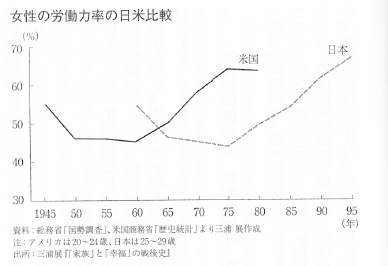 女性の労働力率の日米比較
(%)
70
60
50
40
30
米国
日本
1945 50 55 60 65 70 75 80 85 90 95
(年)
資料：総務省「国勢調査」、米国商務省「歴史統計」より三浦 展作成
注：アメリカは20～24歳、日本は25～29歳
出所：三浦展『「家族」と「幸福」の戦後史』